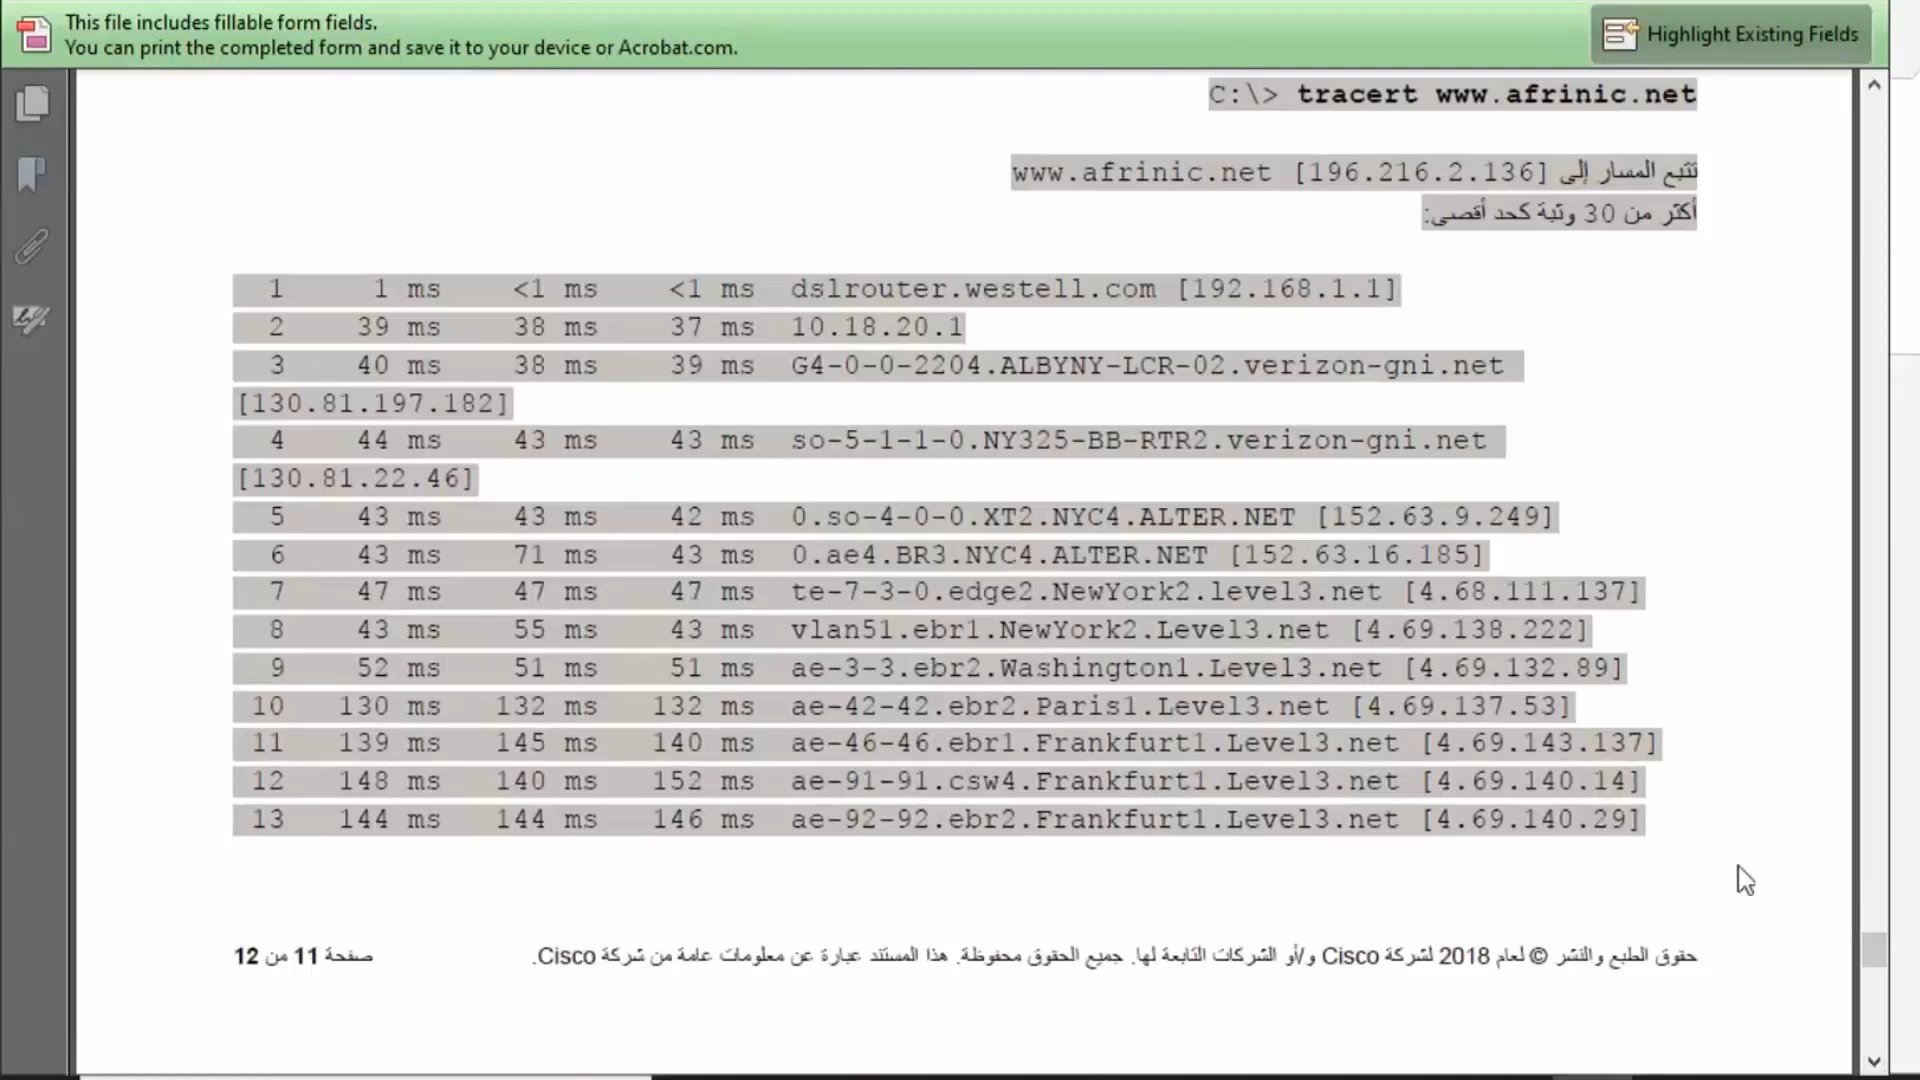 This file includes fillable form fields.
You can print the completed form and save it to your device or Acrobat.com.
Highlight Existing Fields
C:\> tracert www.afrinic.net
تتبع المسار إلى www.afrinic.net [196.216.2.136]
أكثر من 30 وثبة كحد أقصى:
1 1 ms <1 ms <1 ms dslrouter.westell.com [192.168.1.1]
2 39 ms 38 ms 37 ms 10.18.20.1
3 40 ms 38 ms 39 ms G4-0-0-2204.ALBYNY-LCR-02.verizon-gni.net
[130.81.197.182]
4 44 ms 43 ms 43 ms so-5-1-1-0.NY325-BB-RTR2.verizon-gni.net
[130.81.22.46]
5 43 ms 43 ms 42 ms 0.so-4-0-0.XT2.NYC4.ALTER.NET [152.63.9.249]
6 43 ms 71 ms 43 ms 0.ae4.BR3.NYC4.ALTER.NET [152.63.16.185]
7 47 ms 47 ms 47 ms te-7-3-0.edge2.NewYork2.level3.net [4.68.111.137]
8 43 ms 55 ms 43 ms vlan51.ebr1.NewYork2.Level3.net [4.69.138.222]
9 52 ms 51 ms 51 ms ae-3-3.ebr2.Washington1.Level3.net [4.69.132.89]
10 130 ms 132 ms 132 ms ae-42-42.ebr2.Paris1.Level3.net [4.69.137.53]
11 139 ms 145 ms 140 ms ae-46-46.ebr1.Frankfurt1.Level3.net [4.69.143.137]
12 148 ms 140 ms 152 ms ae-91-91.csw4.Frankfurt1.Level3.net [4.69.140.14]
13 144 ms 144 ms 146 ms ae-92-92.ebr2.Frankfurt1.Level3.net [4.69.140.29]
حقوق الطبع والنشر © لعام 2018 لشركة Cisco و/أو الشركات التابعة لها. جميع الحقوق محفوظة. هذا المستند عبارة عن معلومات عامة من شركة Cisco. صفحة 11 من 12